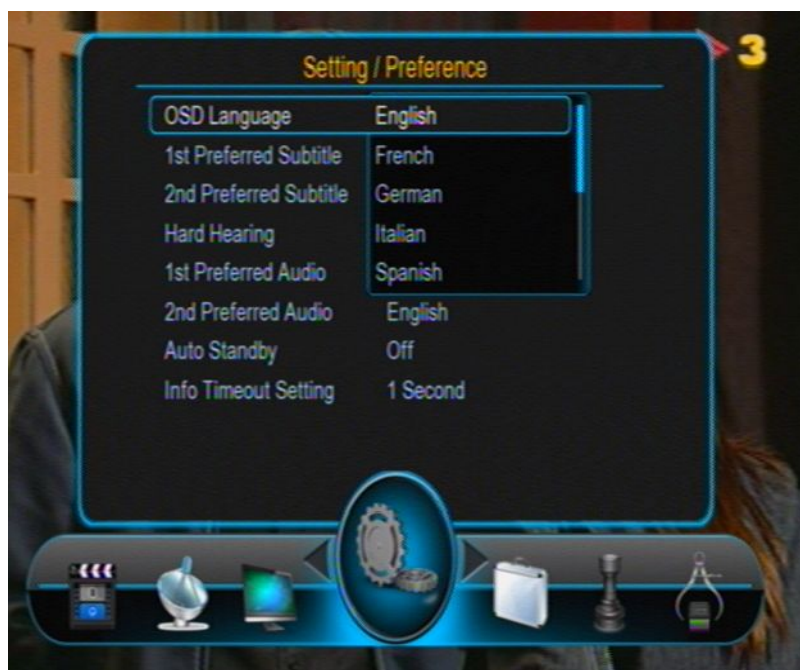 3
Setting / Preference
OSD Language English
1st Preferred Subtitle French
2nd Preferred Subtitle German
Hard Hearing Italian
1st Preferred Audio Spanish
2nd Preferred Audio English
Auto Standby Off
Info Timeout Setting 1 Second